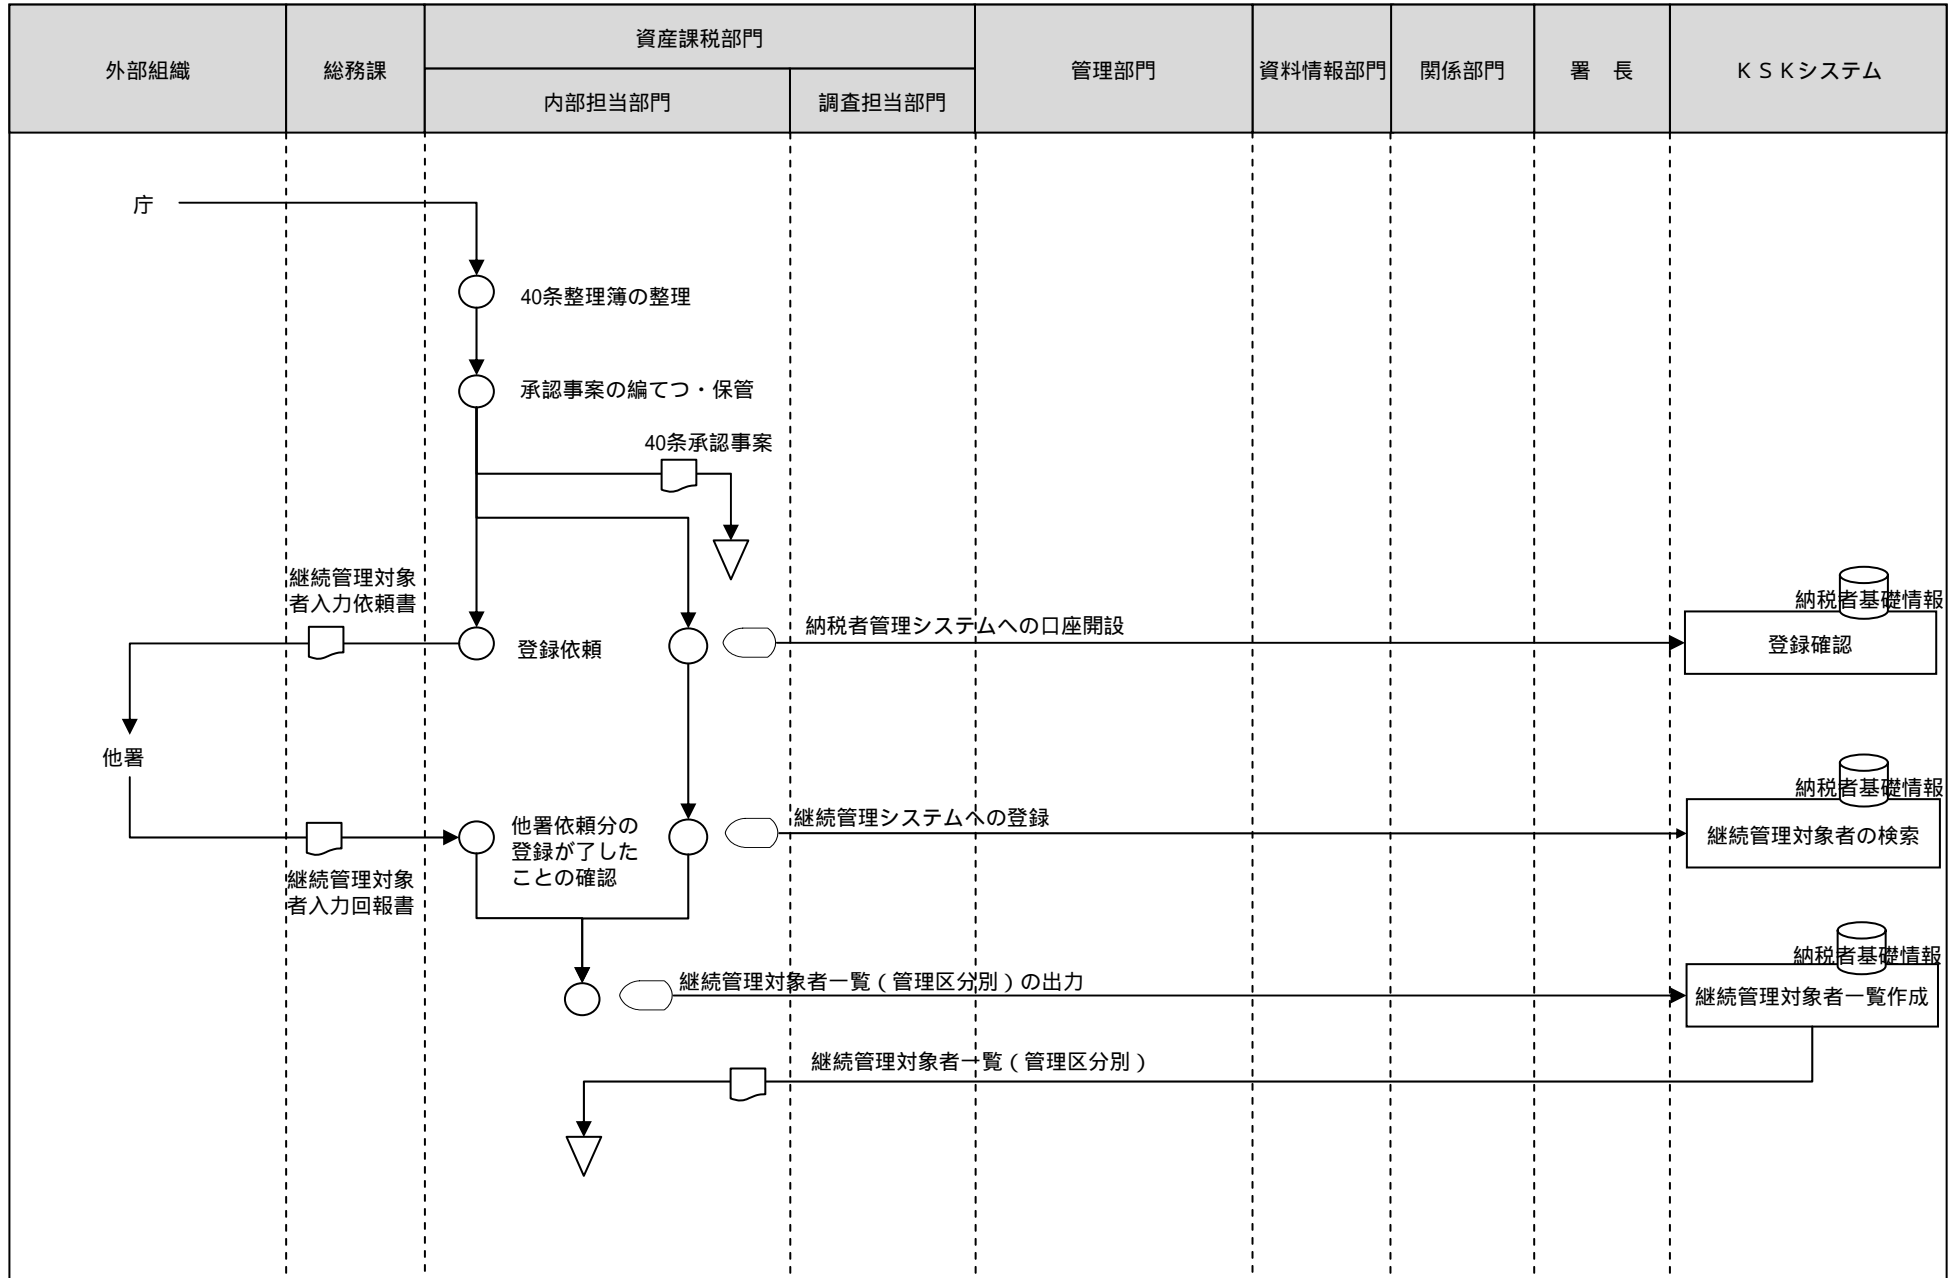 外部組織
総務課
資産課税部門
内部担当部門
調査担当部門
管理部門
資料情報部門
関係部門
署　長
ＫＳＫシステム
庁
40条整理簿の整理
承認事案の編てつ・保管
40条承認事案
継続管理対象
者入力依頼書
登録依頼
納税者管理システムへの口座開設
納税者基礎情報
登録確認
他署
他署依頼分の
登録が了した
ことの確認
継続管理システムへの登録
納税者基礎情報
継続管理対象者の検索
継続管理対象
者入力回報書
継続管理対象者一覧（管理区分別）の出力
納税者基礎情報
継続管理対象者一覧作成
継続管理対象者一覧（管理区分別）